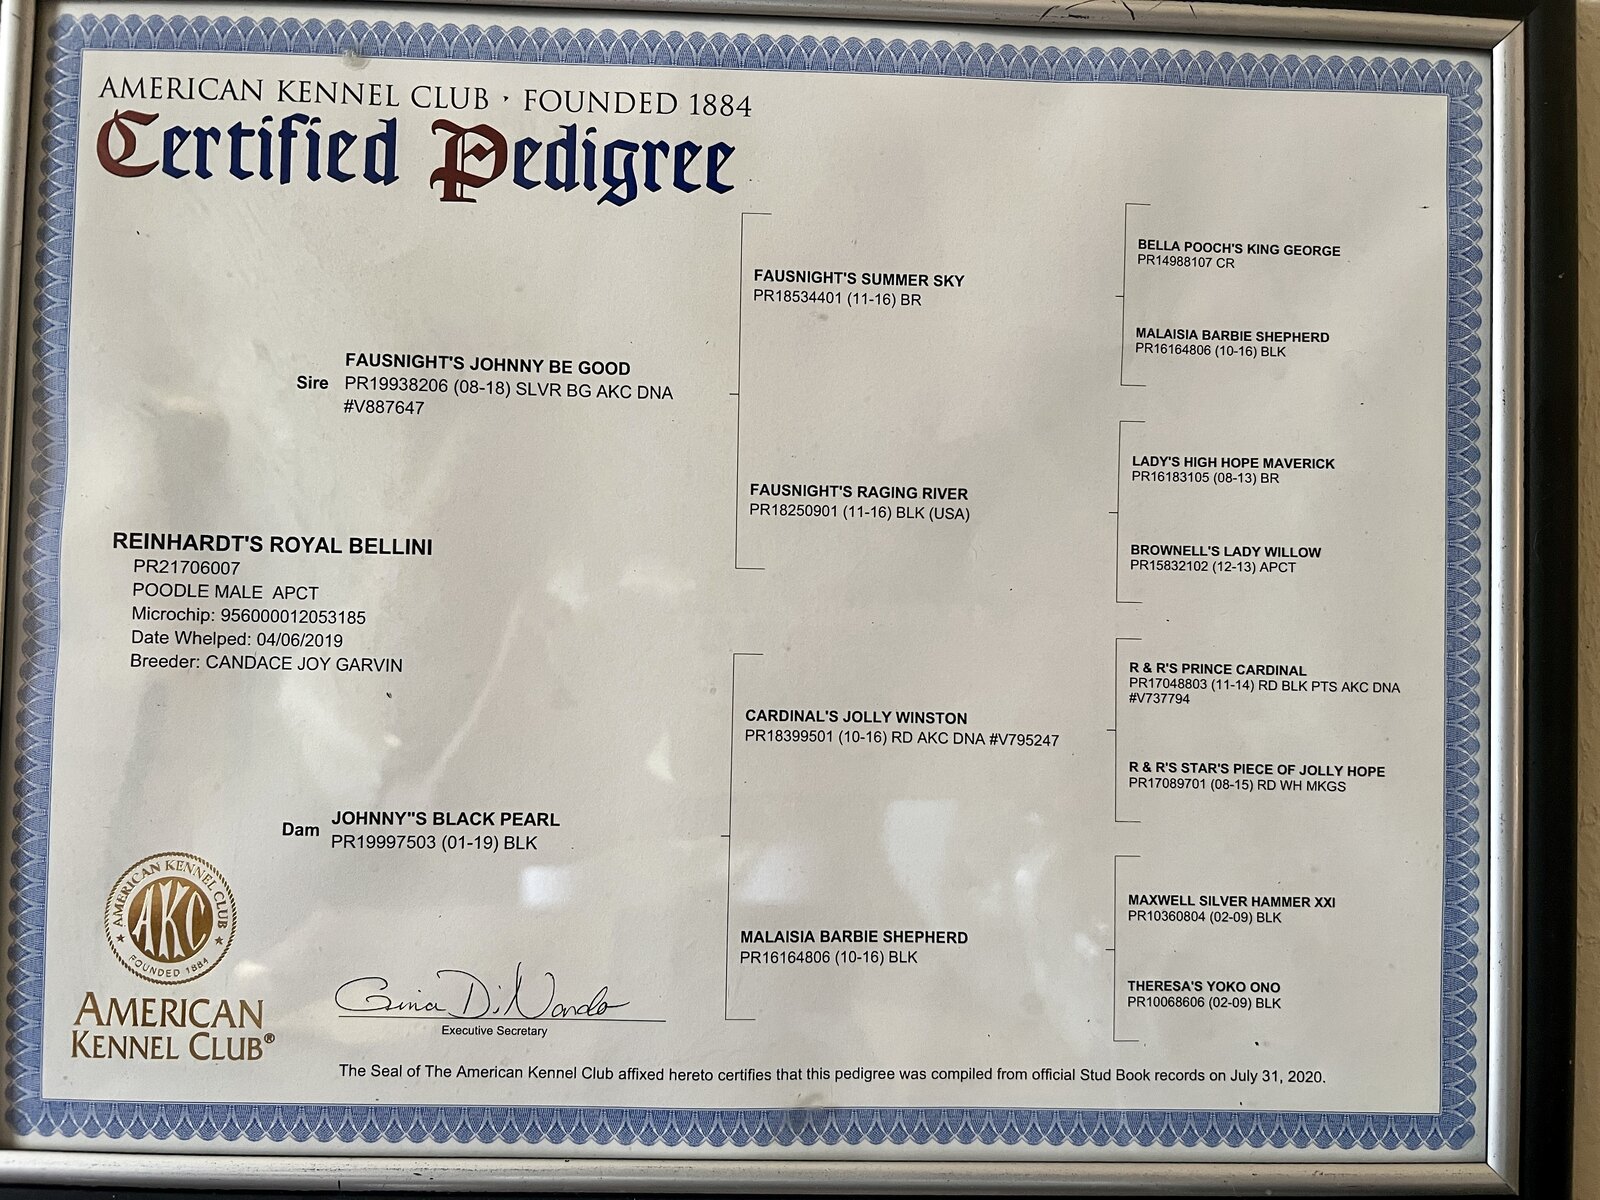 AMERICAN KENNEL CLUB · FOUNDED 1884
Certified Pedigree
BELLA POOCH'S KING GEORGE
PR14988107 CR
FAUSNIGHT'S SUMMER SKY
PR18534401 (11-16) BR
MALAISIA BARBIE SHEPHERD
PR16164806 (10-16) BLK
Sire
FAUSNIGHT'S JOHNNY BE GOOD
PR19938206 (08-18) SLVR BG AKC DNA
#V887647
LADY'S HIGH HOPE MAVERICK
PR16183105 (08-13) BR
FAUSNIGHT'S RAGING RIVER
PR18250901 (11-16) BLK (USA)
BROWNELL'S LADY WILLOW
PR15832102 (12-13) APCT
REINHARDT'S ROYAL BELLINI
PR21706007
POODLE MALE APCT
Microchip: 956000012053185
Date Whelped: 04/06/2019
Breeder: CANDACE JOY GARVIN
R & R'S PRINCE CARDINAL
PR17048803 (11-14) RD BLK PTS AKC DNA
#V737794
CARDINAL'S JOLLY WINSTON
PR18399501 (10-16) RD AKC DNA #V795247
R & R'S STAR'S PIECE OF JOLLY HOPE
PR17089701 (08-15) RD WH MKGS
Dam
JOHNNY"S BLACK PEARL
PR19997503 (01-19) BLK
MAXWELL SILVER HAMMER XXI
PR10360804 (02-09) BLK
MALAISIA BARBIE SHEPHERD
PR16164806 (10-16) BLK
THERESA'S YOKO ONO
PR10068606 (02-09) BLK
AMERICAN KENNEL CLUB
AKC
FOUNDED 1884
AMERICAN
KENNEL CLUB®
Gina DiNardo
Executive Secretary
The Seal of The American Kennel Club affixed hereto certifies that this pedigree was compiled from official Stud Book records on July 31, 2020.